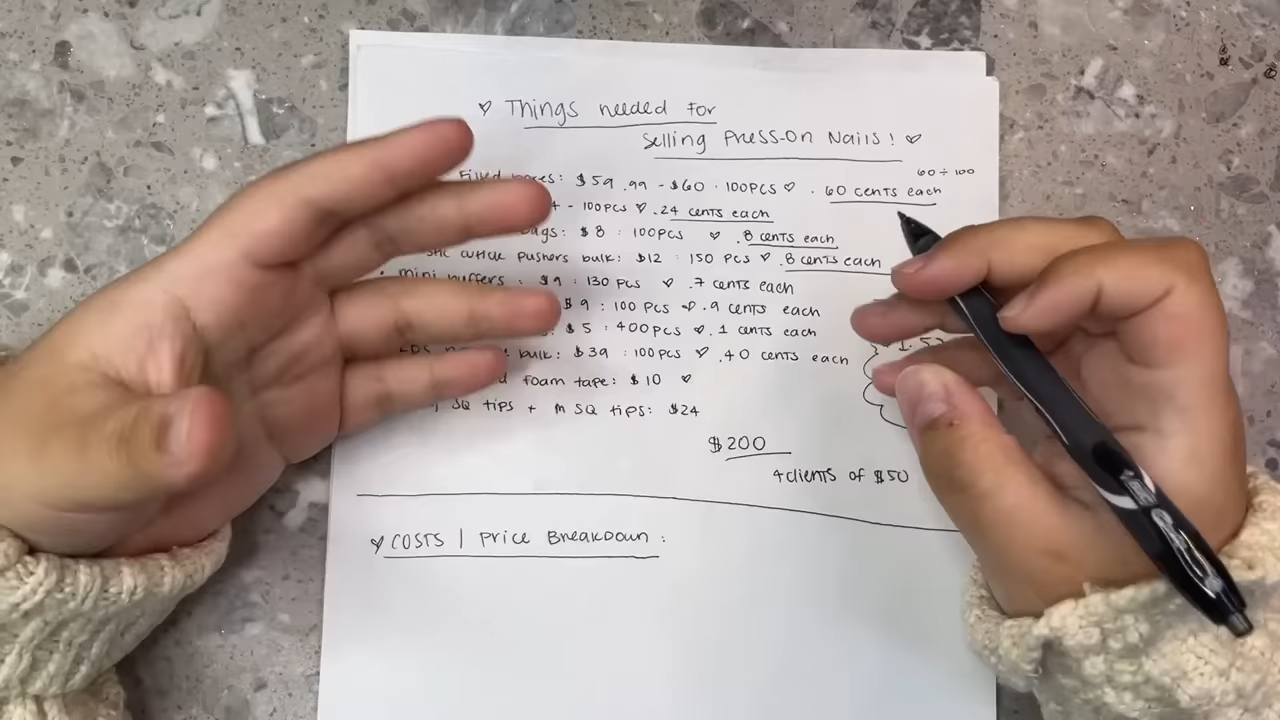 ♡ Things needed for
Selling Press-On Nails! ♡
60 ÷ 100
: $59.99 - $60 · 100PCS ♡ . 60 cents each
- 100PCS ♡ .24 cents each
: $8 : 100PCS ♡ .8 cents each
cuticle pushers bulk: $12 : 150 PCS ♡ .8 cents each
• mini buffers : $9 : 130 PCS ♡ .7 cents each
$9 : 100 PCS ♡ .9 cents each
: $5 : 400PCS ♡ .1 cents each
bulk: $39 : 100PCS ♡ .40 cents each
foam tape: $10 ♡
SQ tips + m SQ tips: $24
$200
4 clients of $50
♡ COSTS | Price Breakdown :